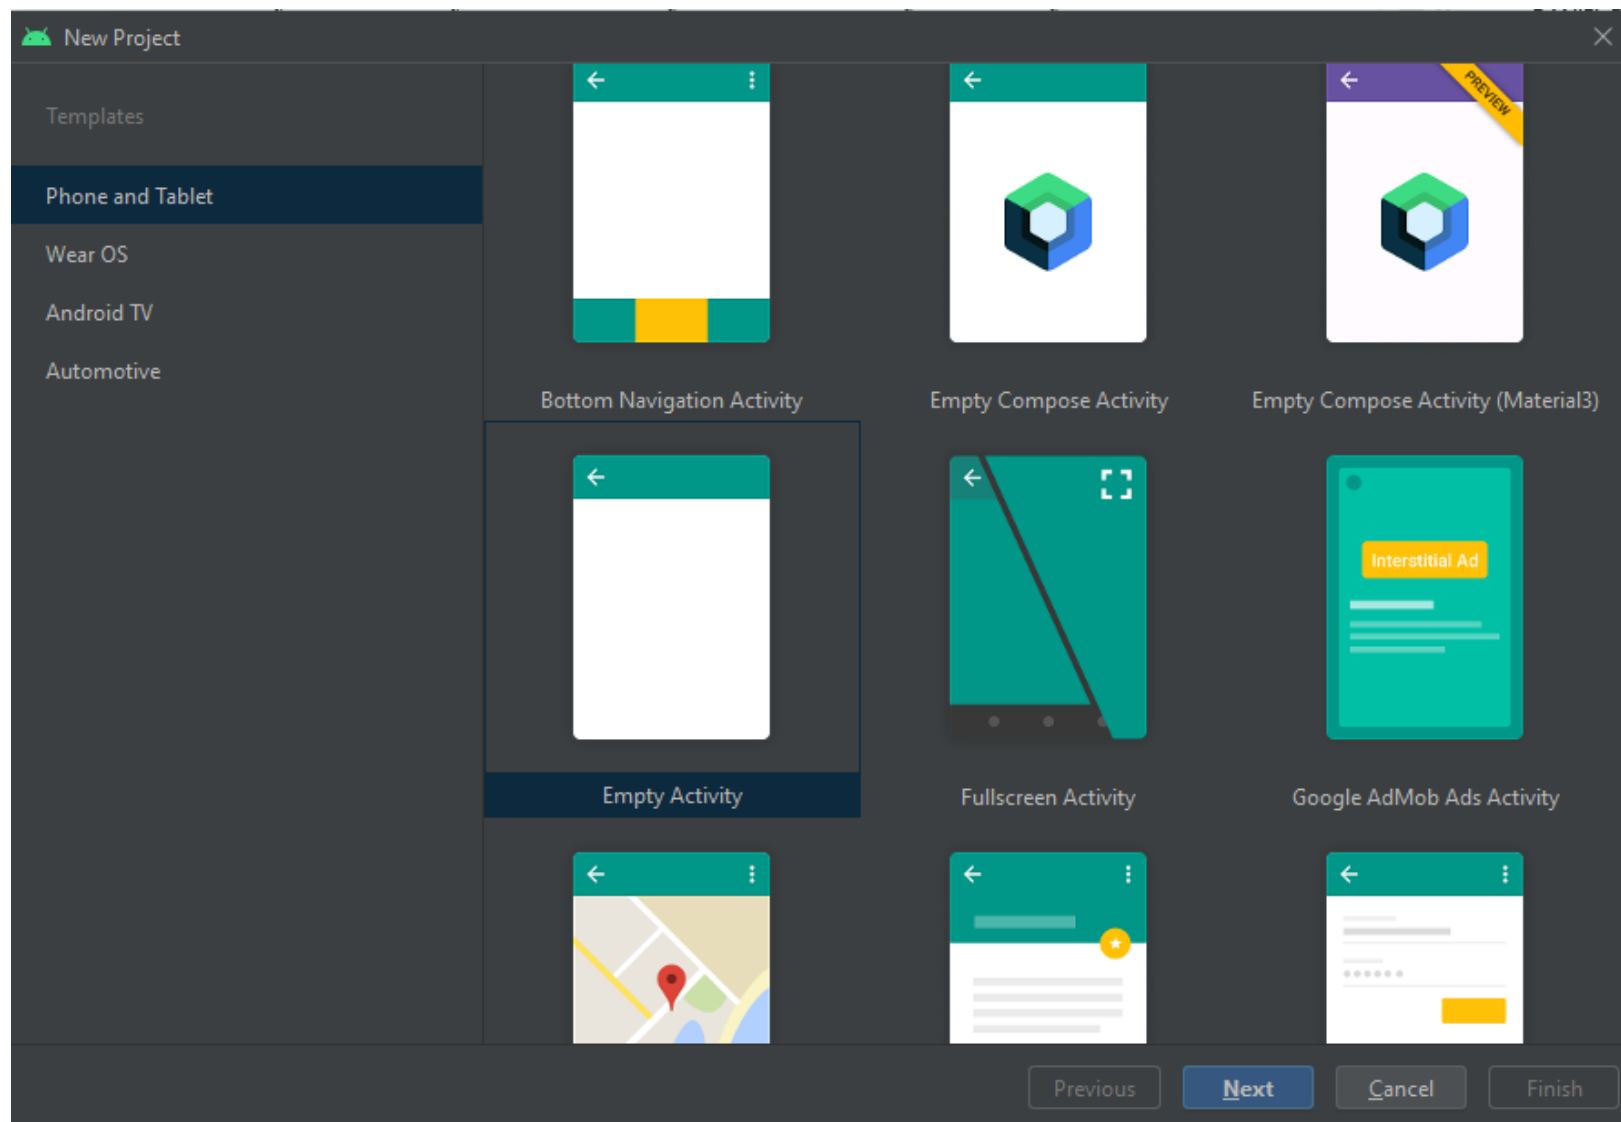 New Project
Templates
Phone and Tablet
Wear OS
Android TV
Automotive
PREVIEW
Bottom Navigation Activity
Empty Compose Activity
Empty Compose Activity (Material3)
Interstitial Ad
Empty Activity
Fullscreen Activity
Google AdMob Ads Activity
Previous
Next
Cancel
Finish